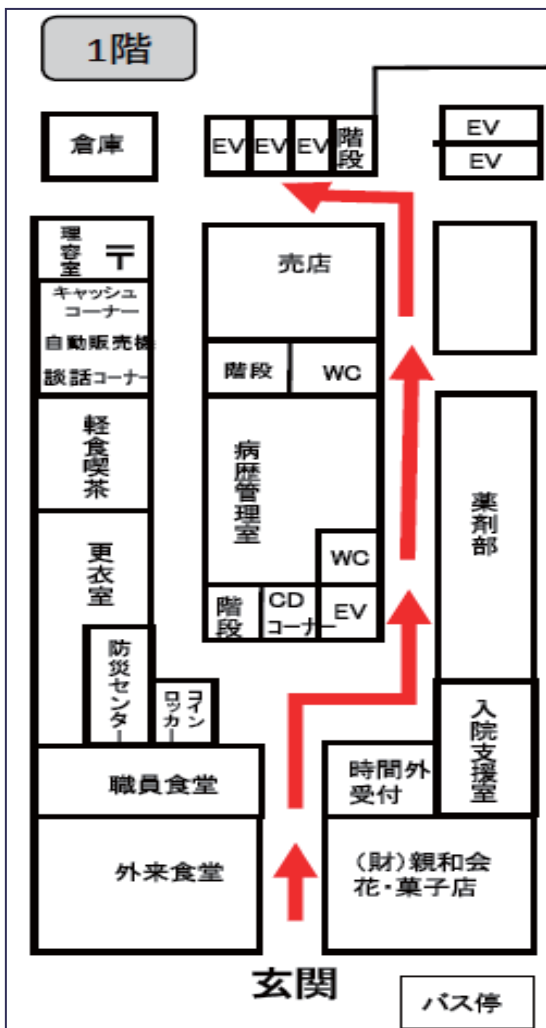 1階
倉庫
EV
EV
EV
階段
EV
EV
理容室
〒
キャッシュ
コーナー
自動販売機
談話コーナー
軽食喫茶
更衣室
防災センター
コイン
ロッカー
職員食堂
外来食堂
売店
階段
WC
病歴管理室
WC
階段
CD
コーナー
EV
薬剤部
入院支援室
時間外
受付
(財)親和会
花・菓子店
玄関
バス停